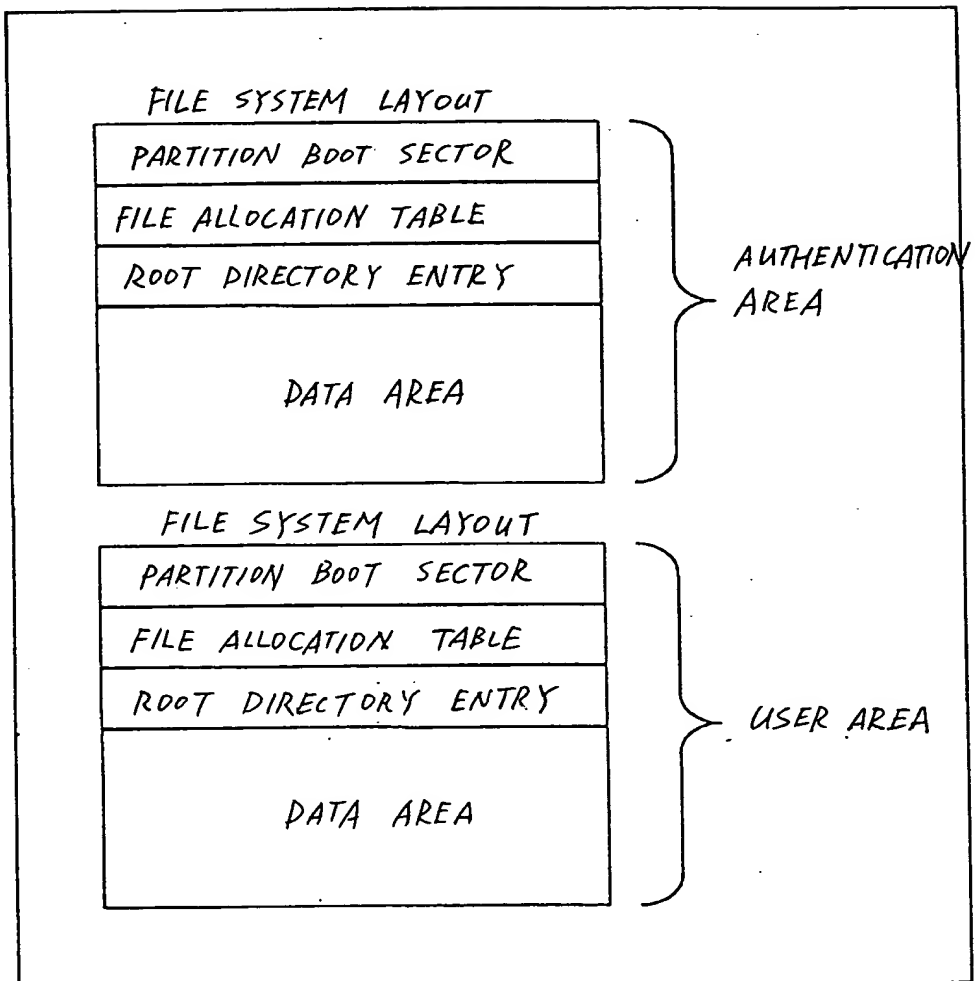 FILE SYSTEM LAYOUT
PARTITION BOOT SECTOR
FILE ALLOCATION TABLE
ROOT DIRECTORY ENTRY
DATA AREA
AUTHENTICATION
AREA
FILE SYSTEM LAYOUT
PARTITION BOOT SECTOR
FILE ALLOCATION TABLE
ROOT DIRECTORY ENTRY
DATA AREA
USER AREA